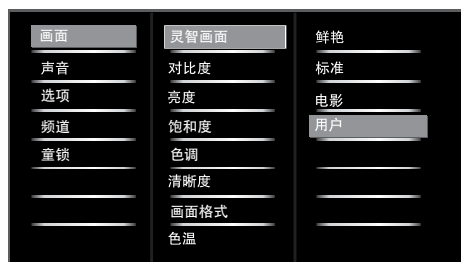 画面
声音
选项
频道
童锁
灵智画面
对比度
亮度
饱和度
色调
清晰度
画面格式
色温
鲜艳
标准
电影
用户